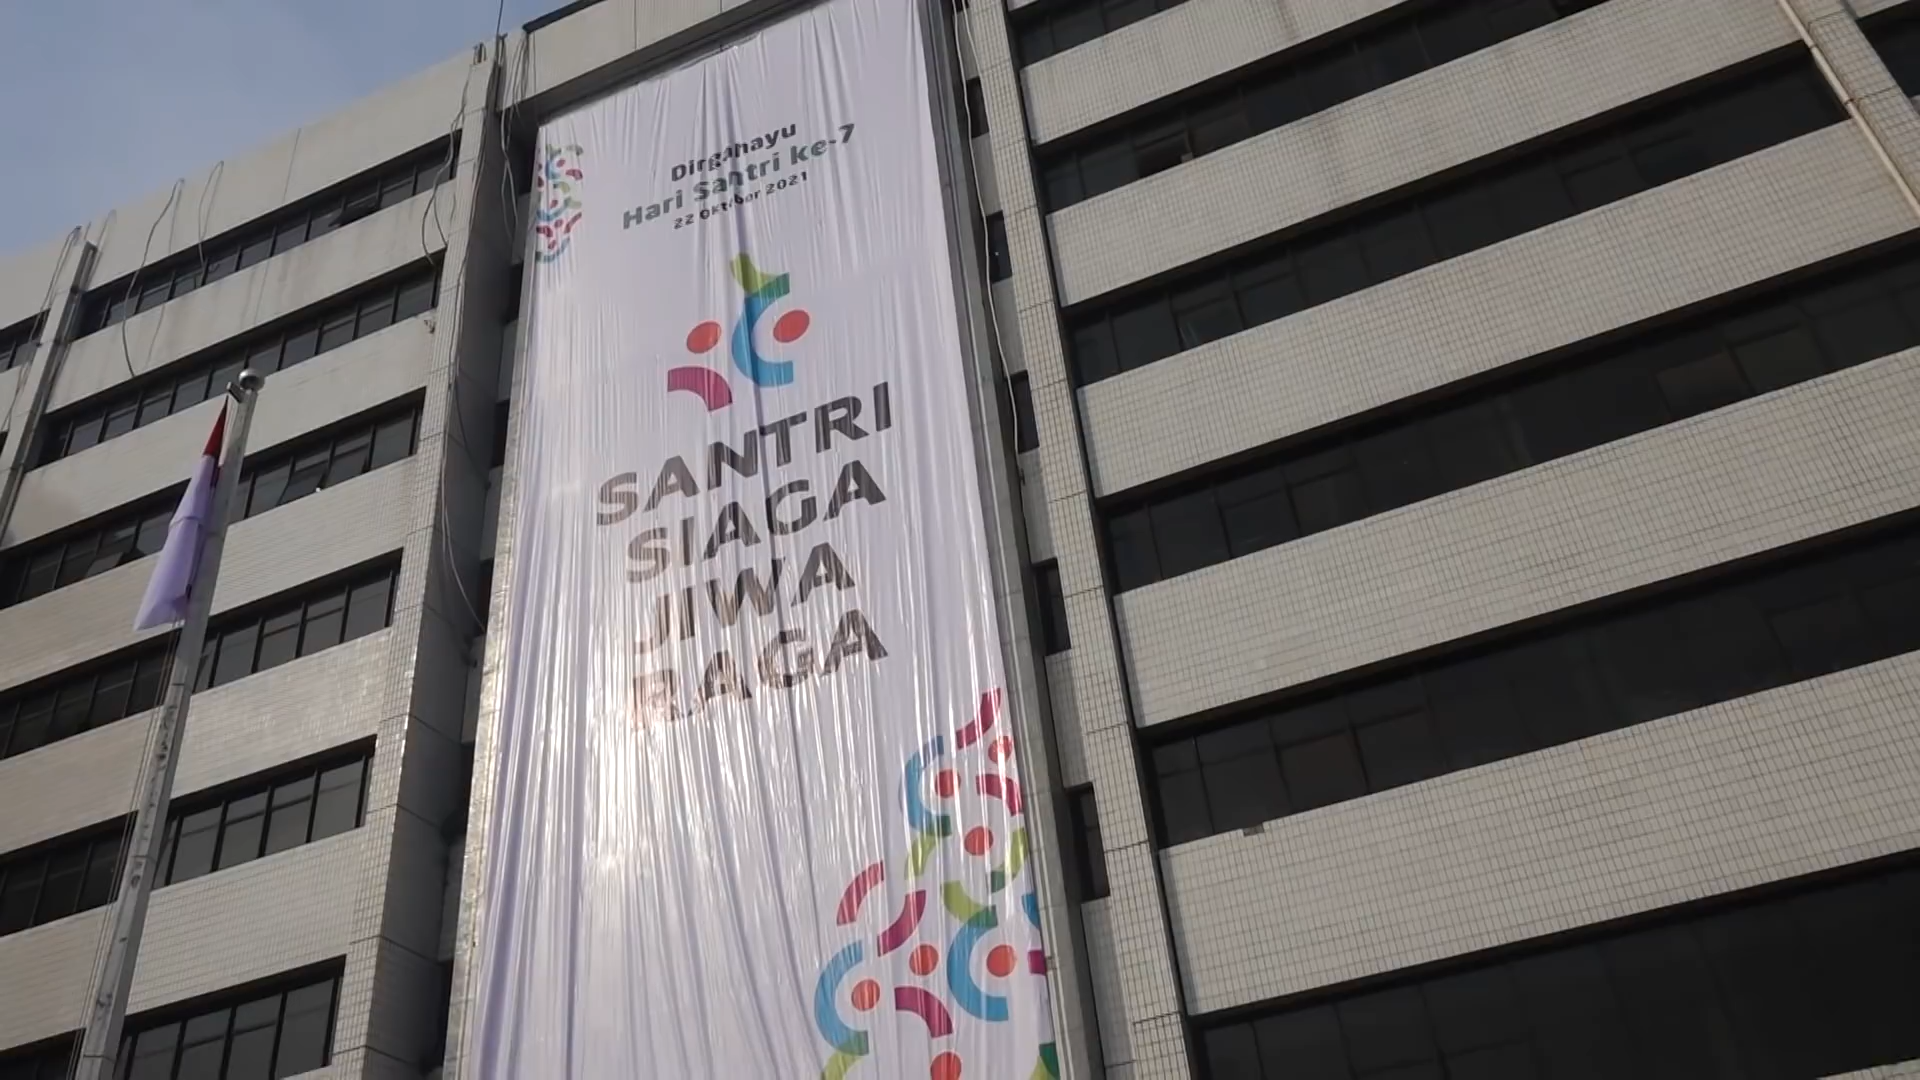 Dirgahayu
Hari Santri ke-7
22 Oktober 2021
SANTRI
SIAGA
JIWA
RAGA